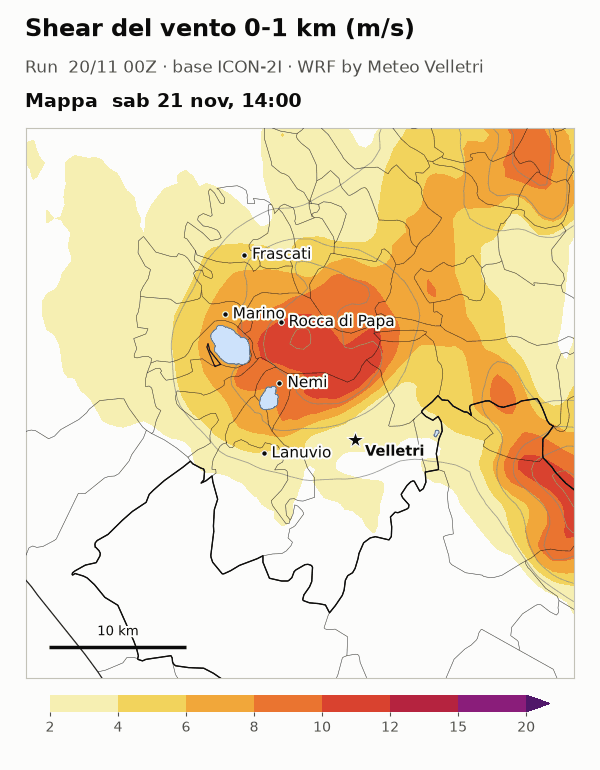 Shear del vento 0-1 km (m/s)
Run  20/11 00Z · base ICON-2I · WRF by Meteo Velletri
Mappa  sab 21 nov, 14:00
Frascati
Marino
Rocca di Papa
Nemi
Velletri
Lanuvio
10 km
2 4 6 8 10 12 15 20